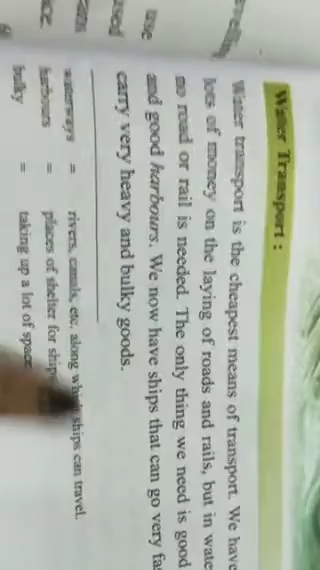 Water Transport :
Water transport is the cheapest means of transport. We have
lots of money on the laying of roads and rails, but in wate
no road or rail is needed. The only thing we need is good
and good harbours. We now have ships that can go very fa
carry very heavy and bulky goods.
waterways = rivers, canals, etc. along which ships can travel.
harbours = places of shelter for ships
bulky = taking up a lot of space
use
used